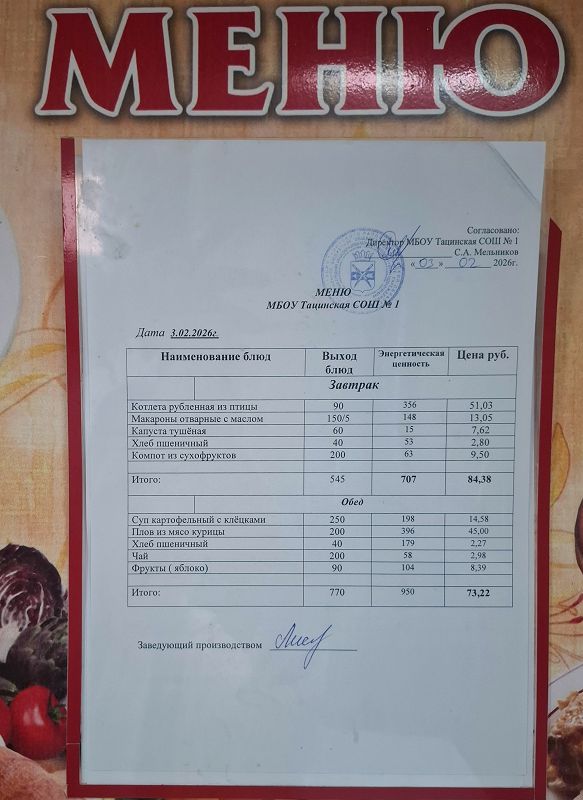 МЕНЮ
Согласовано:
Директор МБОУ Тацинская СОШ № 1
С.А. Мельников
« 03 » 02 2026г.
МЕНЮ
МБОУ Тацинская СОШ № 1
Дата 3.02.2026г.
Наименование блюд Выход блюд Энергетическая ценность Цена руб.
Завтрак
Котлета рубленная из птицы 90 356 51,03
Макароны отварные с маслом 150/5 148 13,05
Капуста тушёная 60 15 7,62
Хлеб пшеничный 40 53 2,80
Компот из сухофруктов 200 63 9,50
Итого: 545 707 84,38
Обед
Суп картофельный с клёцками 250 198 14,58
Плов из мясо курицы 200 396 45,00
Хлеб пшеничный 40 179 2,27
Чай 200 58 2,98
Фрукты ( яблоко) 90 104 8,39
Итого: 770 950 73,22
Заведующий производством